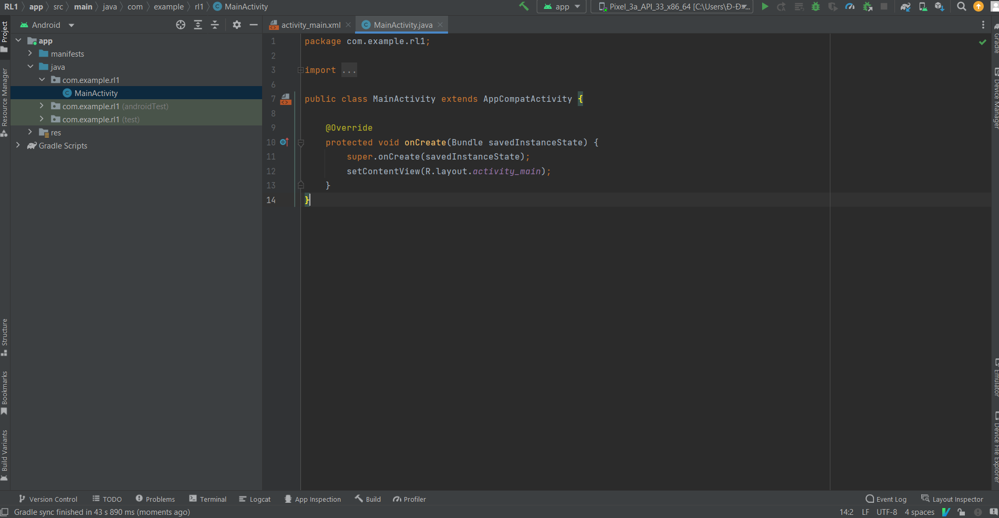 RL1 app src main java com example rl1 MainActivity
app
Pixel_3a_API_33_x86_64 [C:\Users\Ð-Ð¤...
Android
activity_main.xml
MainActivity.java
Project
Resource Manager
Structure
Bookmarks
Build Variants
app
manifests
java
com.example.rl1
MainActivity
com.example.rl1 (androidTest)
com.example.rl1 (test)
res
Gradle Scripts
1 package com.example.rl1;
2
3 import ...
6
7 public class MainActivity extends AppCompatActivity {
8
9 @Override
10 protected void onCreate(Bundle savedInstanceState) {
11 super.onCreate(savedInstanceState);
12 setContentView(R.layout.activity_main);
13 }
14 }
Gradle
Device Manager
Emulator
Device File Explorer
Version Control TODO Problems Terminal Logcat App Inspection Build Profiler Event Log Layout Inspector
Gradle sync finished in 43 s 890 ms (moments ago) 14:2 LF UTF-8 4 spaces